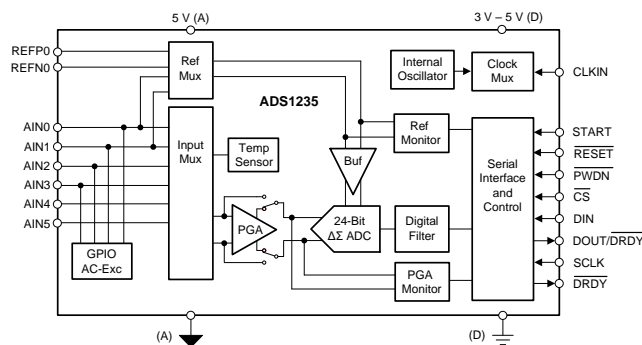 5 V (A)
3 V – 5 V (D)
REFP0
REFN0
Ref
Mux
Internal
Oscillator
Clock
Mux
CLKIN
ADS1235
AIN0
AIN1
AIN2
AIN3
AIN4
AIN5
Input
Mux
Temp
Sensor
Buf
Ref
Monitor
Serial
Interface
and
Control
START
RESET
PWDN
CS
DIN
DOUT/DRDY
SCLK
DRDY
PGA
24-Bit
ΔΣ ADC
Digital
Filter
PGA
Monitor
GPIO
AC-Exc
(A)
(D)